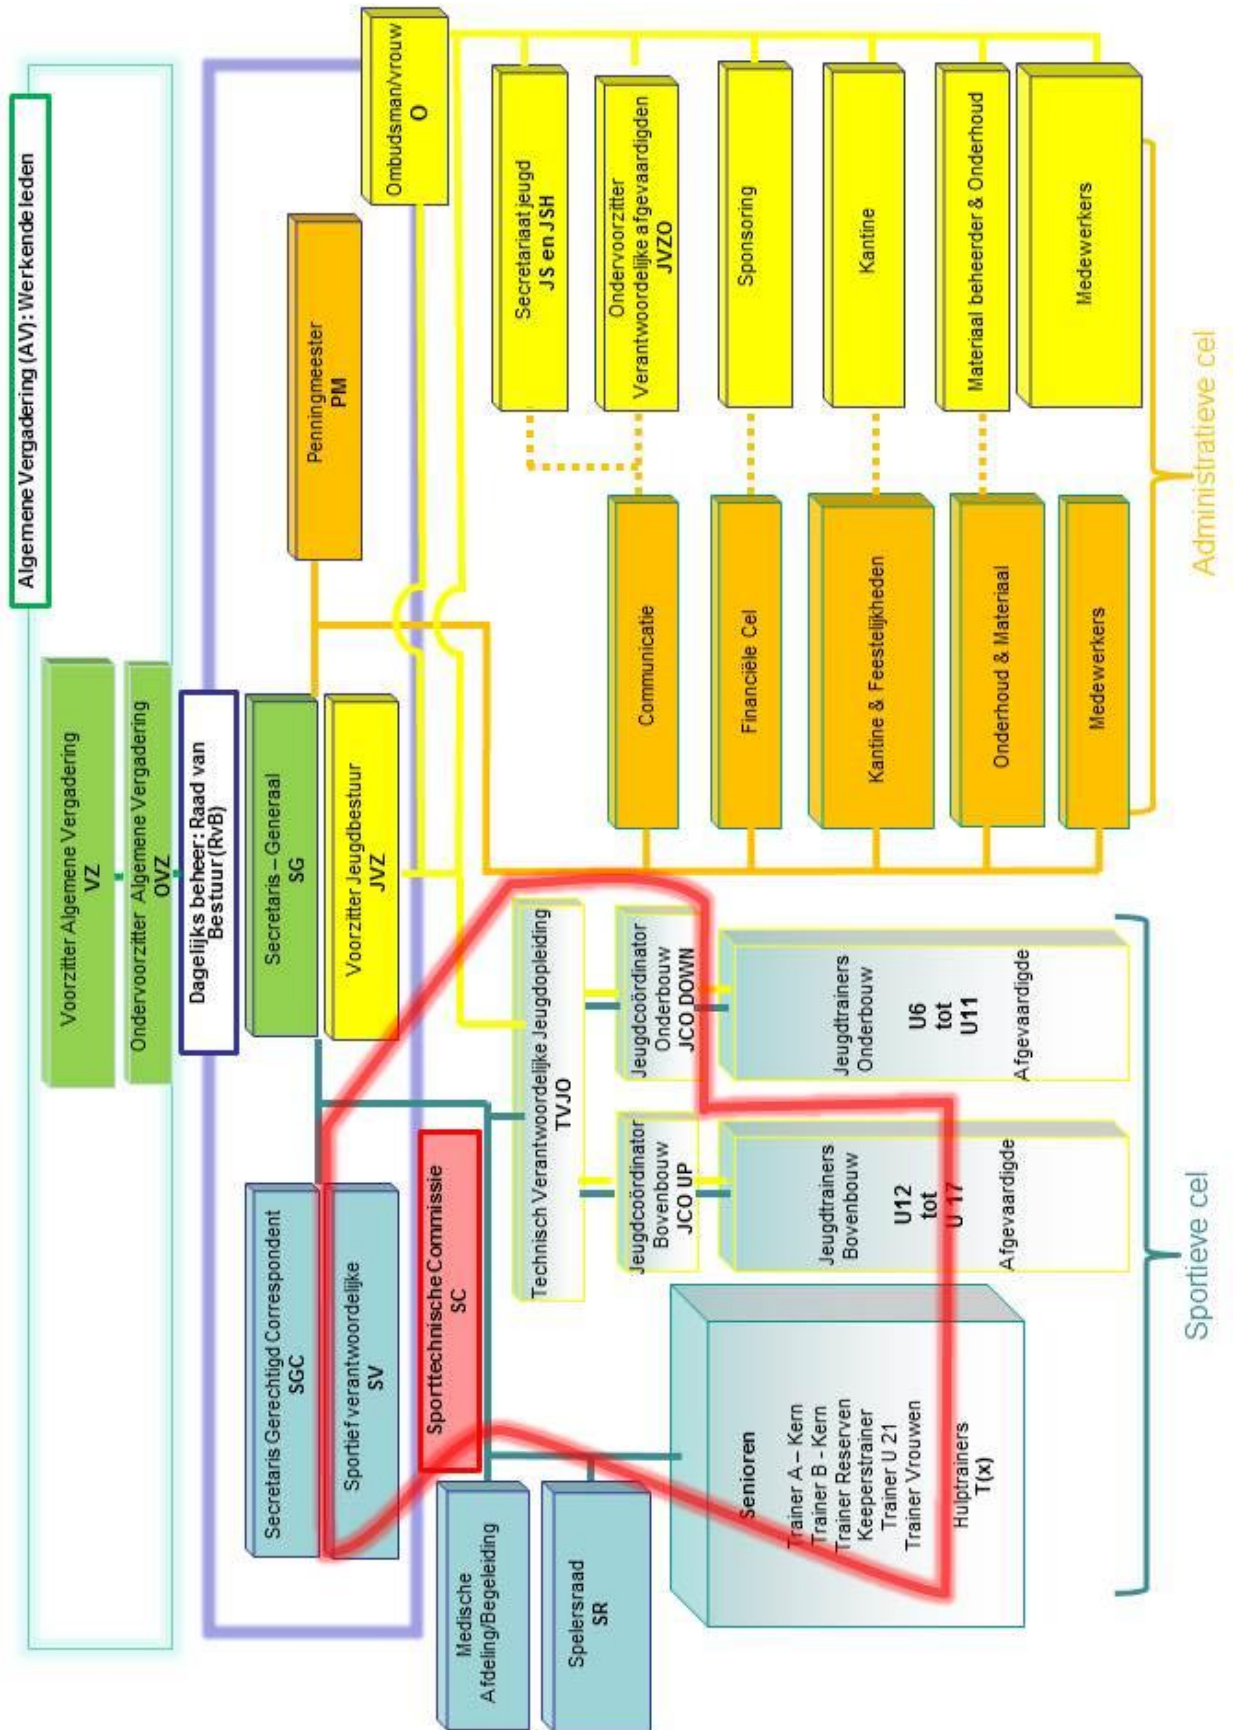 Algemene Vergadering (AV): Werkende leden
Voorzitter Algemene Vergadering
VZ
Ondervoorzitter Algemene Vergadering
OVZ
Dagelijks beheer: Raad van
Bestuur (RvB)
Secretaris – Generaal
SG
Voorzitter Jeugdbestuur
JVZ
Penningmeester
PM
Ombudsman/vrouw
O
Secretaris Gerechtigd Correspondent
SGC
Sportief verantwoordelijke
SV
Sporttechnische Commissie
SC
Medische
Afdeling/Begeleiding
Spelersraad
SR
Technisch Verantwoordelijke Jeugdopleiding
TVJO
Jeugdcoördinator
Bovenbouw
JCO UP
Jeugdcoördinator
Onderbouw
JCO DOWN
Senioren
Trainer A – Kern
Trainer B - Kern
Trainer Reserven
Keeperstrainer
Trainer U 21
Trainer Vrouwen
Hulptrainers
T(x)
Jeugdtrainers
Bovenbouw
U12
tot
U 17
Afgevaardigde
Jeugdtrainers
Onderbouw
U6
tot
U11
Afgevaardigde
Communicatie
Financiële Cel
Kantine & Feestelijkheden
Onderhoud & Materiaal
Medewerkers
Secretariaat jeugd
JS en JSH
Ondervoorzitter
Verantwoordelijke afgevaardigden
JVZO
Sponsoring
Kantine
Materiaal beheerder & Onderhoud
Medewerkers
Sportieve cel
Administratieve cel